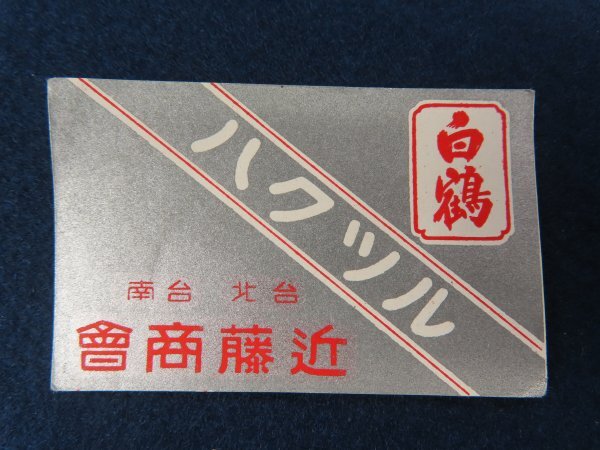 白鶴
ハクツル
台北 台南
近藤商會